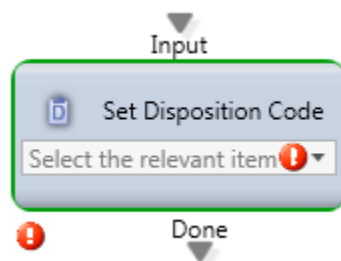 Input
D
Set Disposition Code
Select the relevant item
Done